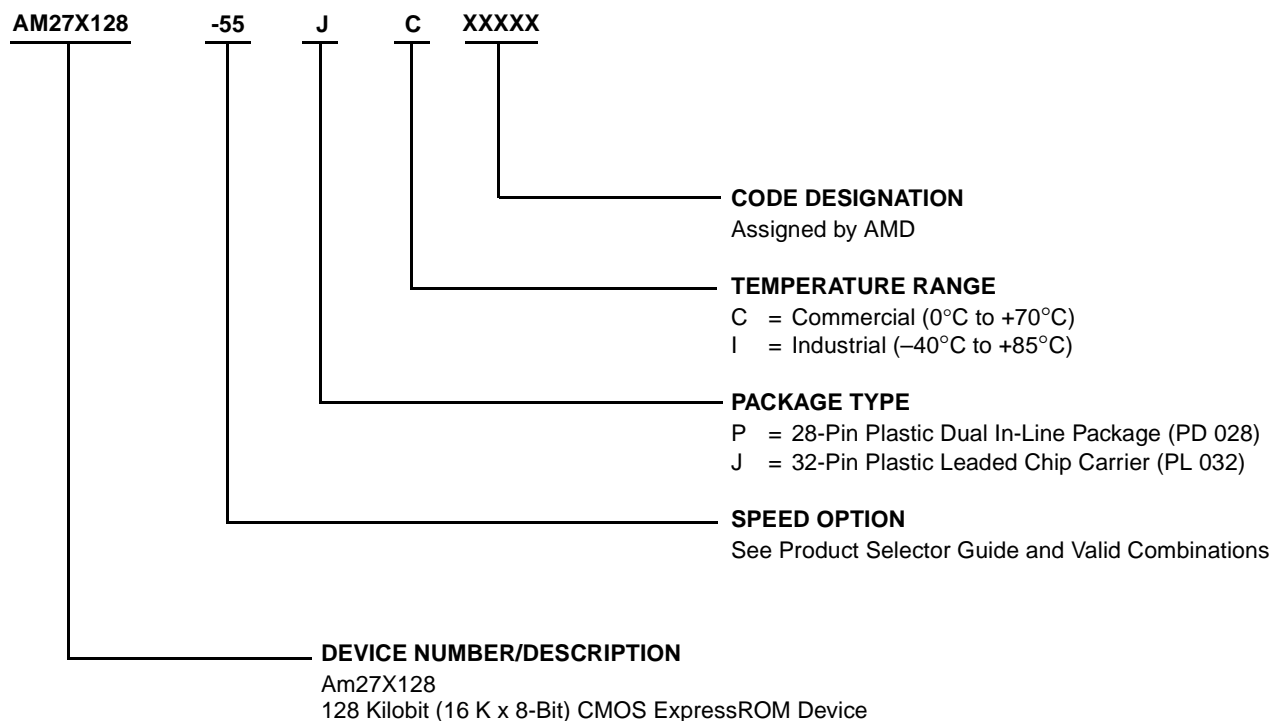 AM27X128 -55 J C XXXXX
CODE DESIGNATION
Assigned by AMD
TEMPERATURE RANGE
C = Commercial (0°C to +70°C)
I = Industrial (–40°C to +85°C)
PACKAGE TYPE
P = 28-Pin Plastic Dual In-Line Package (PD 028)
J = 32-Pin Plastic Leaded Chip Carrier (PL 032)
SPEED OPTION
See Product Selector Guide and Valid Combinations
DEVICE NUMBER/DESCRIPTION
Am27X128
128 Kilobit (16 K x 8-Bit) CMOS ExpressROM Device